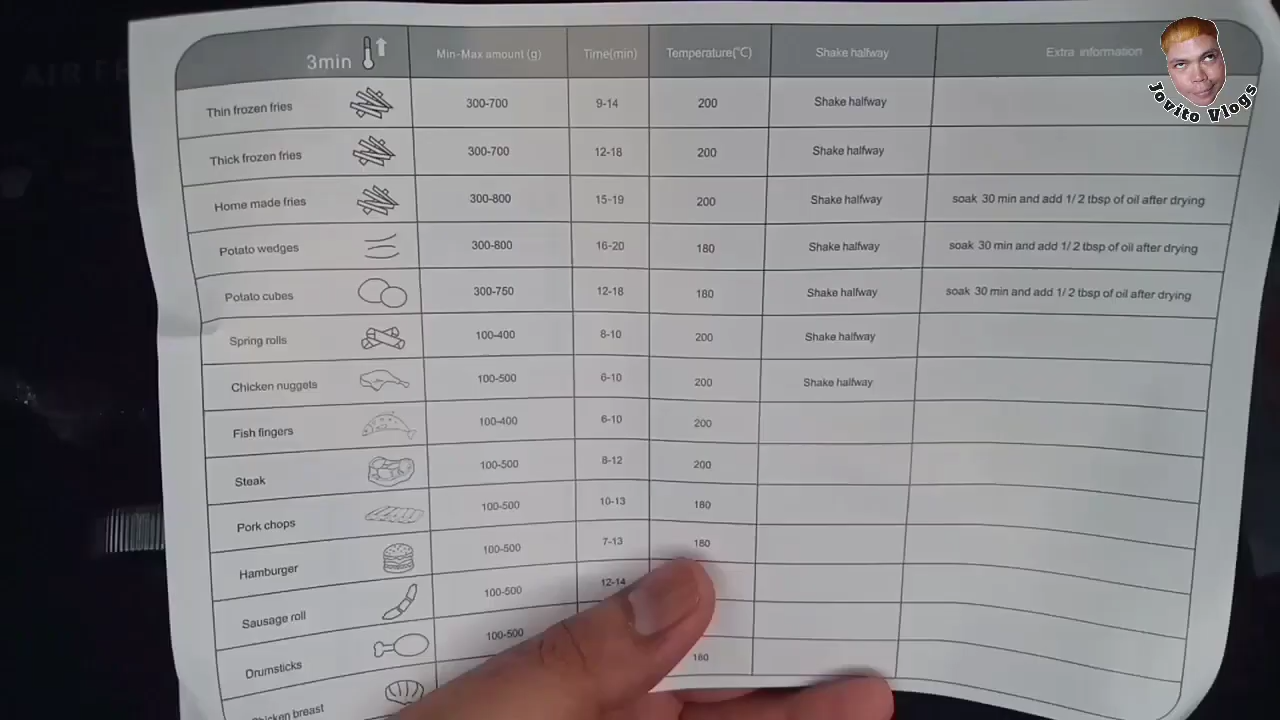 3min Min-Max amount (g) Time(min) Temperature(℃) Shake halfway Extra information
Thin frozen fries 300-700 9-14 200 Shake halfway
Thick frozen fries 300-700 12-18 200 Shake halfway
Home made fries 300-800 15-19 200 Shake halfway soak 30 min and add 1/2 tbsp of oil after drying
Potato wedges 300-800 16-20 180 Shake halfway soak 30 min and add 1/2 tbsp of oil after drying
Potato cubes 300-750 12-18 180 Shake halfway soak 30 min and add 1/2 tbsp of oil after drying
Spring rolls 100-400 8-10 200 Shake halfway
Chicken nuggets 100-500 6-10 200 Shake halfway
Fish fingers 100-400 6-10 200
Steak 100-500 8-12 200
Pork chops 100-500 10-13 180
Hamburger 100-500 7-13 180
Sausage roll 100-500 12-14
Drumsticks 100-500
Chicken breast 180
Jovito Vlogs